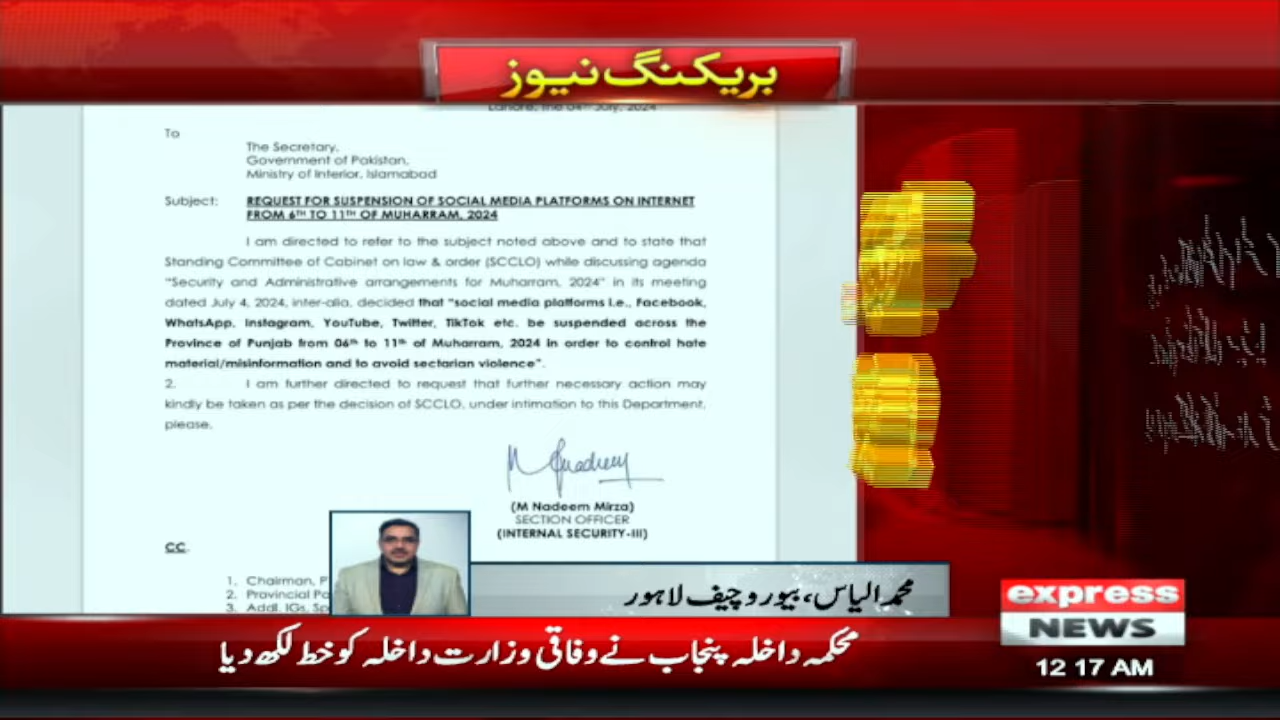 بریکنگ نیوز
Lahore, the 04th July, 2024
To
The Secretary,
Government of Pakistan,
Ministry of Interior, Islamabad
Subject: REQUEST FOR SUSPENSION OF SOCIAL MEDIA PLATFORMS ON INTERNET
FROM 6TH TO 11TH OF MUHARRAM, 2024
I am directed to refer to the subject noted above and to state that
Standing Committee of Cabinet on law & order (SCCLO) while discussing agenda
"Security and Administrative arrangements for Muharram, 2024" in its meeting
dated July 4, 2024, inter-alia, decided that "social media platforms i.e., Facebook,
WhatsApp, Instagram, YouTube, Twitter, TikTok etc. be suspended across the
Province of Punjab from 06th to 11th of Muharram, 2024 in order to control hate
material/misinformation and to avoid sectarian violence".
2. I am further directed to request that further necessary action may
kindly be taken as per the decision of SCCLO, under intimation to this Department,
please.
(M Nadeem Mirza)
SECTION OFFICER
(INTERNAL SECURITY-III)
CC.
1. Chairman, P
2. Provincial Po
3. Addl. IGs, Sp
محمد الیاس، بیورو چیف لاہور
محکمہ داخلہ پنجاب نے وفاقی وزارت داخلہ کو خط لکھ دیا
express
NEWS
12 17 AM